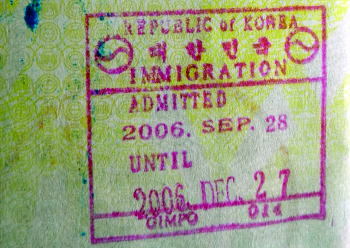 REPUBLIC OF KOREA
대한민국
IMMIGRATION
ADMITTED
2006. SEP. 28
UNTIL
2006. DEC. 27
GIMPO